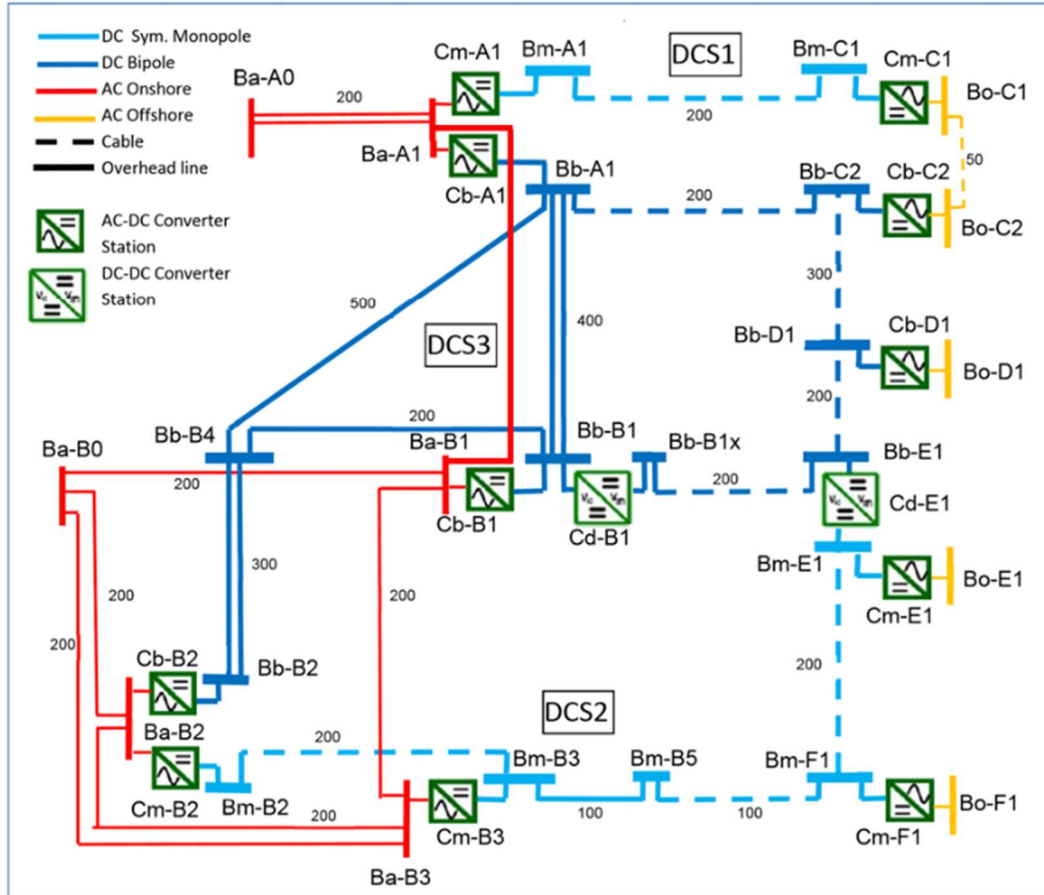 DC Sym. Monopole
DC Bipole
AC Onshore
AC Offshore
Cable
Overhead line
AC-DC Converter
Station
DC-DC Converter
Station
Cm-A1
Bm-A1
DCS1
Bm-C1
Cm-C1
Ba-A0
Bo-C1
200
200
Ba-A1
50
Cb-A1
Bb-A1
Bb-C2
Cb-C2
200
Bo-C2
300
500
400
DCS3
Bb-D1
Cb-D1
Bo-D1
200
200
Ba-B0
Bb-B4
Ba-B1
Bb-B1
Bb-B1x
Bb-E1
200
200
Cb-B1
Cd-B1
Cd-E1
Bm-E1
Bo-E1
Cm-E1
300
200
200
200
200
Cb-B2
Bb-B2
Ba-B2
DCS2
200
Cm-B2
Bm-B2
Bm-B3
Bm-B5
Bm-F1
Bo-F1
200
100
100
Cm-B3
Cm-F1
Ba-B3